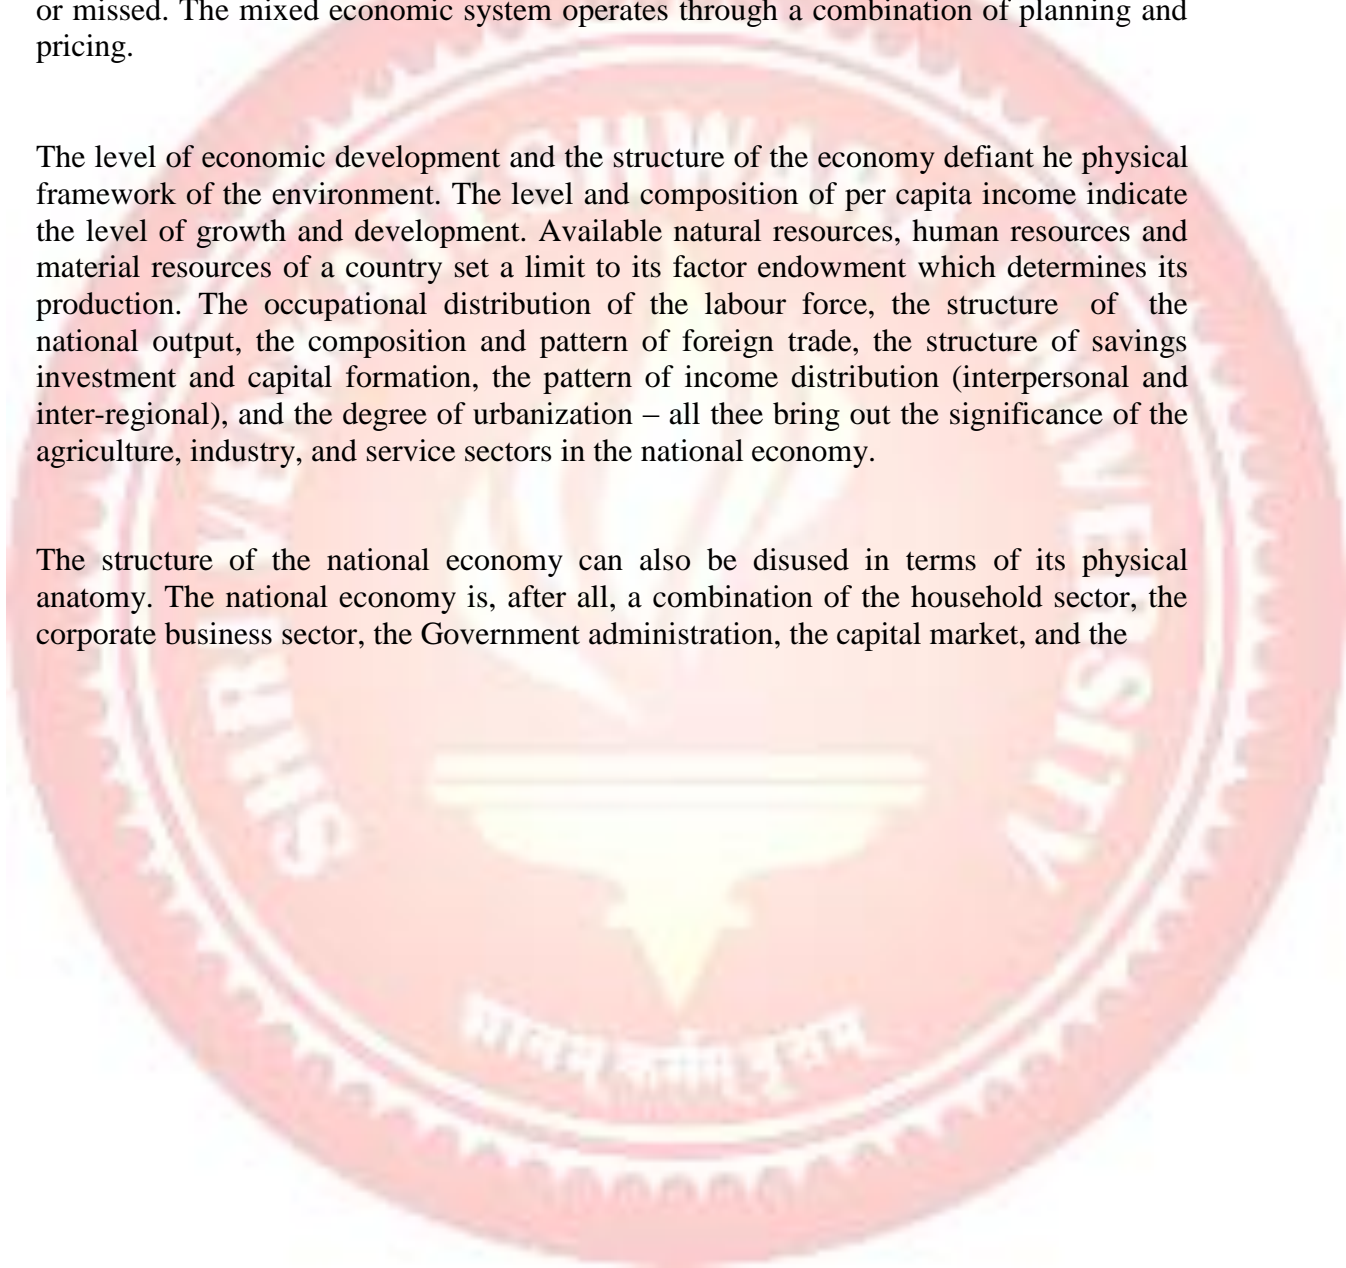 or missed. The mixed economic system operates through a combination of planning and
pricing.
The level of economic development and the structure of the economy defiant he physical
framework of the environment. The level and composition of per capita income indicate
the level of growth and development. Available natural resources, human resources and
material resources of a country set a limit to its factor endowment which determines its
production. The occupational distribution of the labour force, the structure of the
national output, the composition and pattern of foreign trade, the structure of savings
investment and capital formation, the pattern of income distribution (interpersonal and
inter-regional), and the degree of urbanization – all thee bring out the significance of the
agriculture, industry, and service sectors in the national economy.
The structure of the national economy can also be disused in terms of its physical
anatomy. The national economy is, after all, a combination of the household sector, the
corporate business sector, the Government administration, the capital market, and the
SHRI UNIVERSITY